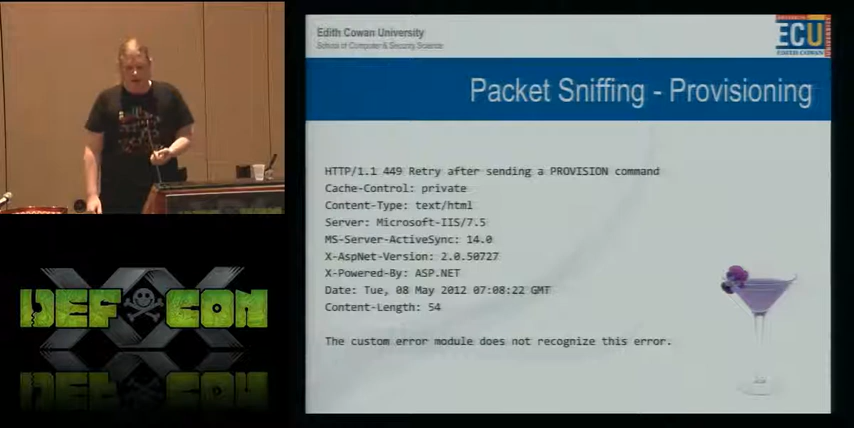 Edith Cowan University
School of Computer & Security Science
ECU
EDITH COWAN
Packet Sniffing - Provisioning
HTTP/1.1 449 Retry after sending a PROVISION command
Cache-Control: private
Content-Type: text/html
Server: Microsoft-IIS/7.5
MS-Server-ActiveSync: 14.0
X-AspNet-Version: 2.0.50727
X-Powered-By: ASP.NET
Date: Tue, 08 May 2012 07:08:22 GMT
Content-Length: 54
The custom error module does not recognize this error.
XX
DEF CON